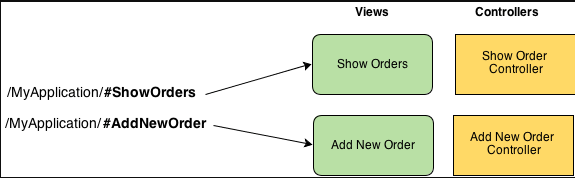 Views Controllers
Show Orders
Show Order
Controller
/MyApplication/#ShowOrders
/MyApplication/#AddNewOrder
Add New Order
Add New Order
Controller